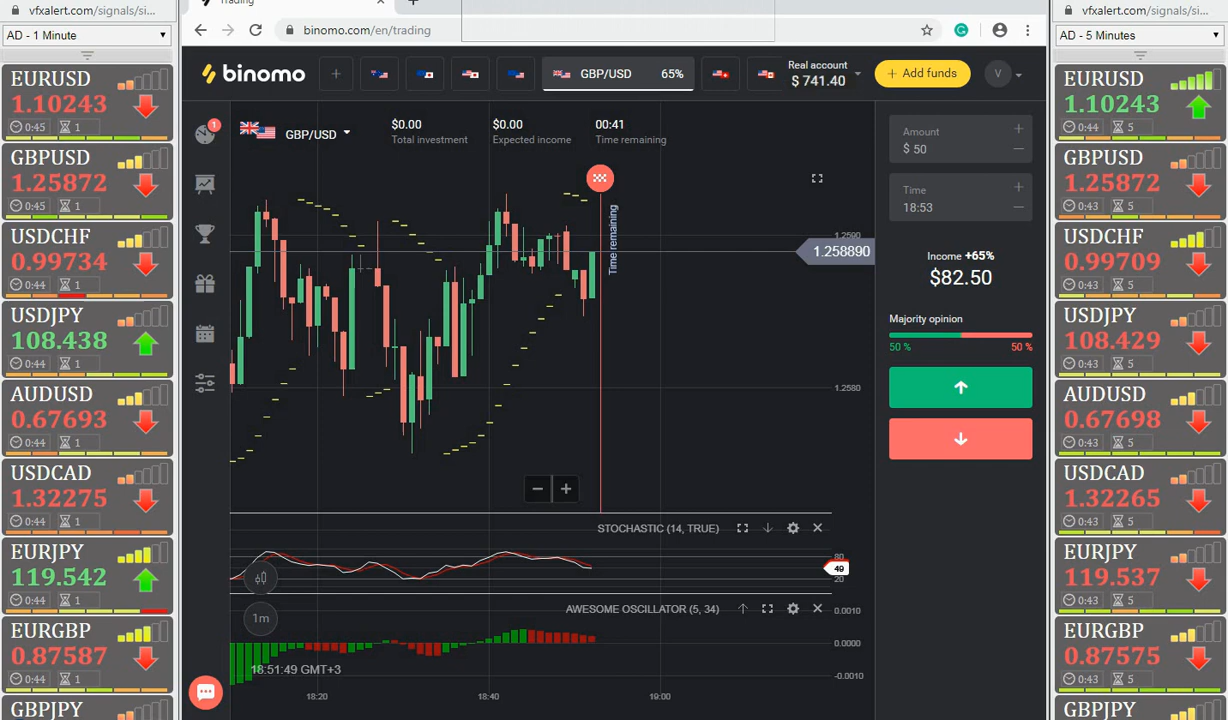 vfxalert.com/signals/si...
AD - 1 Minute
EURUSD
1.10243
0:45 1
GBPUSD
1.25872
0:45 1
USDCHF
0.99734
0:44 1
USDJPY
108.438
0:44 1
AUDUSD
0.67693
0:44 1
USDCAD
1.32275
0:44 1
EURJPY
119.542
0:44 1
EURGBP
0.87587
0:44 1
GBPJPY
Trading
binomo.com/en/trading
binomo
GBP/USD 65%
Real account
$ 741.40
+ Add funds
V
1
GBP/USD
$0.00
Total investment
$0.00
Expected income
00:41
Time remaining
Time remaining
1.2590
1.258890
1.2580
STOCHASTIC (14, TRUE)
80
49
20
AWESOME OSCILLATOR (5, 34)
0.0010
0.0000
-0.0010
1m
18:51:49 GMT+3
18:20
18:40
19:00
Amount
$ 50
Time
18:53
Income +65%
$82.50
Majority opinion
50 % 50 %
vfxalert.com/signals/si...
AD - 5 Minutes
EURUSD
1.10243
0:44 5
GBPUSD
1.25872
0:43 5
USDCHF
0.99709
0:43 5
USDJPY
108.429
0:43 5
AUDUSD
0.67698
0:43 5
USDCAD
1.32265
0:43 5
EURJPY
119.537
0:43 5
EURGBP
0.87575
0:43 5
GBPJPY